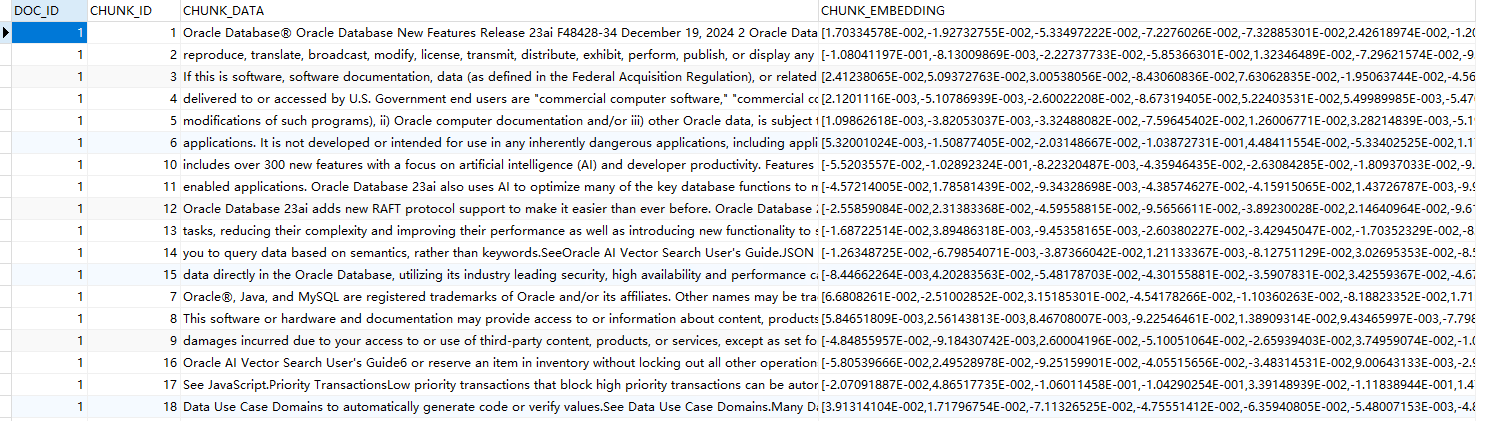 DOC_ID CHUNK_ID CHUNK_DATA CHUNK_EMBEDDING
1 1 Oracle Database® Oracle Database New Features Release 23ai F48428-34 December 19, 2024 2 Oracle Data [1.70334578E-002,-1.92732755E-002,-5.33497222E-002,-7.2276026E-002,-7.32885301E-002,2.42618974E-002,-1.20
1 2 reproduce, translate, broadcast, modify, license, transmit, distribute, exhibit, perform, publish, or display any [-1.08041197E-001,-8.13009869E-003,-2.22737733E-002,-5.85366301E-002,1.32346489E-002,-7.29621574E-002,-9
1 3 If this is software, software documentation, data (as defined in the Federal Acquisition Regulation), or related [2.41238065E-002,5.09372763E-002,3.00538056E-002,-8.43060836E-002,7.63062835E-002,-1.95063744E-002,-4.56
1 4 delivered to or accessed by U.S. Government end users are "commercial computer software," "commercial co [2.1201116E-003,-5.10786939E-003,-2.60022208E-002,-8.67319405E-002,5.22403531E-002,5.49989985E-003,-5.47
1 5 modifications of such programs), ii) Oracle computer documentation and/or iii) other Oracle data, is subject t [1.09862618E-003,-3.82053037E-003,-3.32488082E-002,-7.59645402E-002,1.26006771E-002,3.28214839E-003,-5.1
1 6 applications. It is not developed or intended for use in any inherently dangerous applications, including appli [5.32001024E-003,-1.50877405E-002,-2.03148667E-002,-1.03872731E-001,4.48411554E-002,-5.33402525E-002,1.1
1 10 includes over 300 new features with a focus on artificial intelligence (AI) and developer productivity. Features [-5.5203557E-002,-1.02892324E-001,-8.22320487E-003,-4.35946435E-002,-2.63084285E-002,-1.80937033E-002,-9.
1 11 enabled applications. Oracle Database 23ai also uses AI to optimize many of the key database functions to m [-4.57214005E-002,1.78581439E-002,-9.34328698E-003,-4.38574627E-002,-4.15915065E-002,1.43726787E-003,-9.9
1 12 Oracle Database 23ai adds new RAFT protocol support to make it easier than ever before. Oracle Database 2 [-2.55859084E-002,2.31383368E-002,-4.59558815E-002,-9.5656611E-002,-3.89230028E-002,2.14640964E-002,-9.6
1 13 tasks, reducing their complexity and improving their performance as well as introducing new functionality to s [-1.68722514E-002,3.89486318E-003,-9.45358165E-003,-2.60380227E-002,-3.42945047E-002,-1.70352329E-002,-8
1 14 you to query data based on semantics, rather than keywords.SeeOracle AI Vector Search User's Guide.JSON [-1.26348725E-002,-6.79854071E-003,-3.87366042E-002,1.21133367E-003,-8.12751129E-002,3.02695353E-002,-8.5
1 15 data directly in the Oracle Database, utilizing its industry leading security, high availability and performance c [-8.44662264E-003,4.20283563E-002,-5.48178703E-002,-4.30155881E-002,-3.5907831E-002,3.42559367E-002,-4.67
1 7 Oracle®, Java, and MySQL are registered trademarks of Oracle and/or its affiliates. Other names may be tra [6.6808261E-002,-2.51002852E-002,3.15185301E-002,-4.54178266E-002,-1.10360263E-002,-8.18823352E-002,1.71
1 8 This software or hardware and documentation may provide access to or information about content, products [5.84651809E-003,2.56143813E-003,8.46708007E-003,-9.22546461E-002,1.38909314E-002,9.43465997E-003,-7.798
1 9 damages incurred due to your access to or use of third-party content, products, or services, except as set fo [-4.84855957E-002,-9.18430742E-003,2.60004196E-002,-5.10051064E-002,-2.65939403E-002,3.74959074E-002,-1.0
1 16 Oracle AI Vector Search User's Guide6 or reserve an item in inventory without locking out all other operation [-5.80539666E-002,2.49528978E-002,-9.25159901E-002,-4.05515656E-002,-3.48314531E-002,9.00643133E-003,-2.9
1 17 See JavaScript.Priority TransactionsLow priority transactions that block high priority transactions can be autor [-2.07091887E-002,4.86517735E-002,-1.06011458E-001,-1.04290254E-001,3.39148939E-002,-1.11838944E-001,1.4
1 18 Data Use Case Domains to automatically generate code or verify values.See Data Use Case Domains.Many D [3.91314104E-002,1.71796754E-002,-7.11326525E-002,-4.75551412E-002,-6.35940805E-002,-5.48007153E-003,-4.8